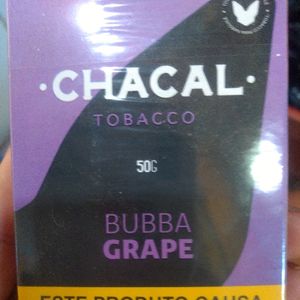 ·CHACAL·
TOBACCO
50G
BUBBA
GRAPE
ESTE PRODUTO CAUSA